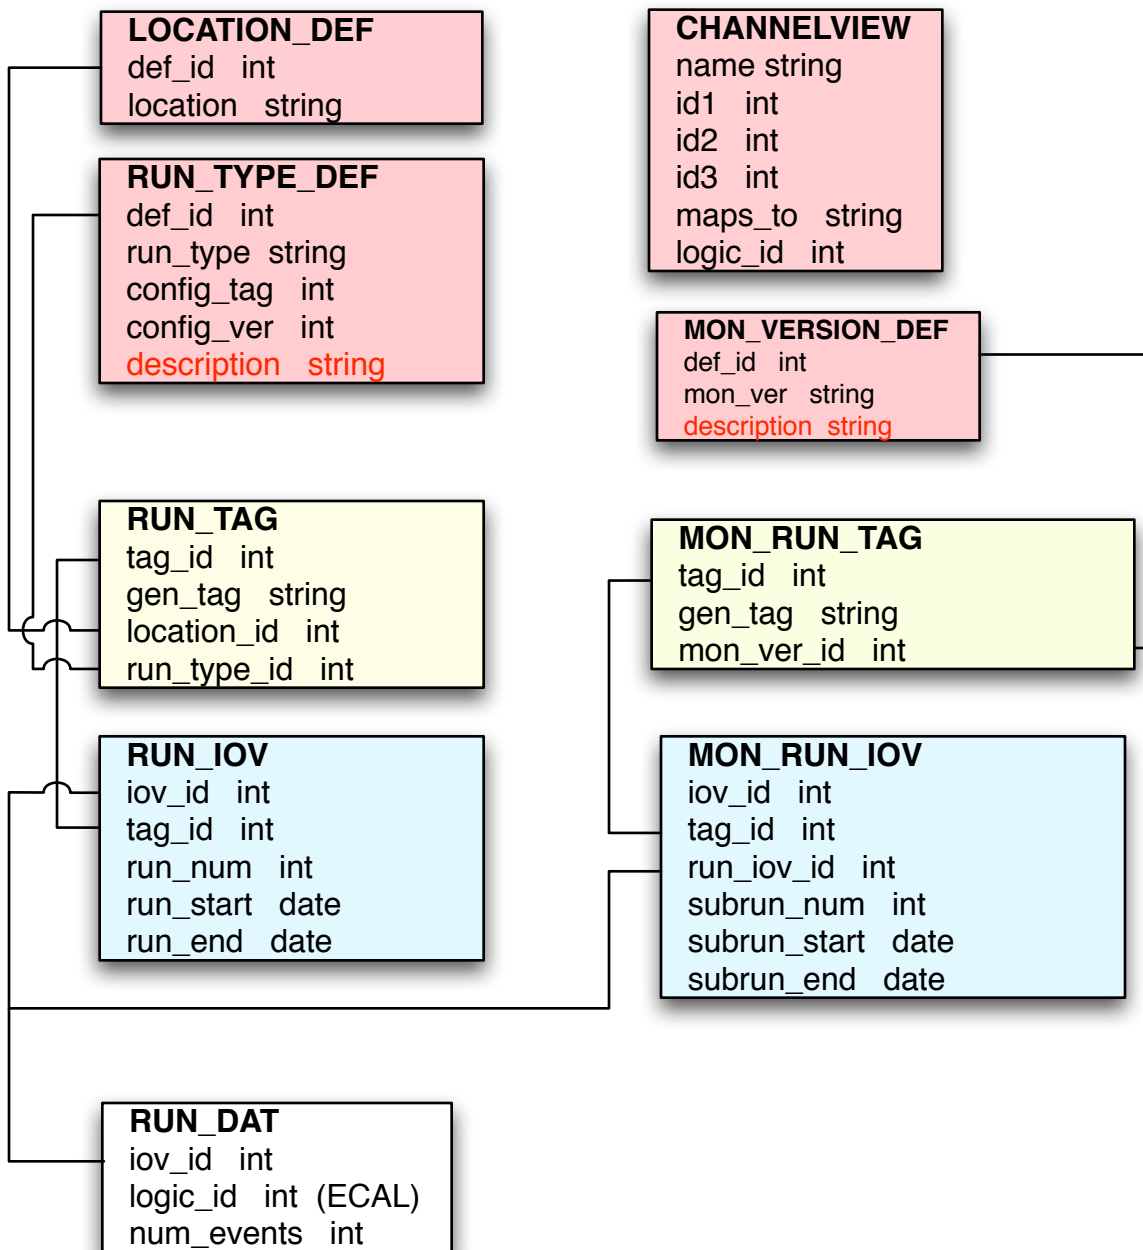 LOCATION_DEF
def_id int
location string
RUN_TYPE_DEF
def_id int
run_type string
config_tag int
config_ver int
description string
CHANNELVIEW
name string
id1 int
id2 int
id3 int
maps_to string
logic_id int
MON_VERSION_DEF
def_id int
mon_ver string
description string
RUN_TAG
tag_id int
gen_tag string
location_id int
run_type_id int
MON_RUN_TAG
tag_id int
gen_tag string
mon_ver_id int
RUN_IOV
iov_id int
tag_id int
run_num int
run_start date
run_end date
MON_RUN_IOV
iov_id int
tag_id int
run_iov_id int
subrun_num int
subrun_start date
subrun_end date
RUN_DAT
iov_id int
logic_id int (ECAL)
num_events int